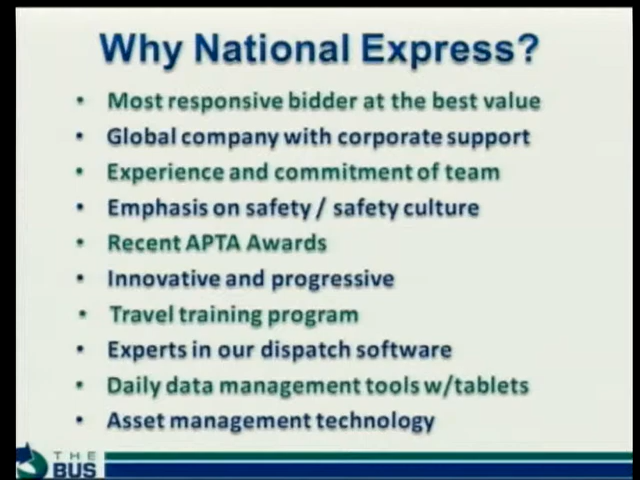 Why National Express?
• Most responsive bidder at the best value
• Global company with corporate support
• Experience and commitment of team
• Emphasis on safety / safety culture
• Recent APTA Awards
• Innovative and progressive
• Travel training program
• Experts in our dispatch software
• Daily data management tools w/tablets
• Asset management technology
THE
BUS